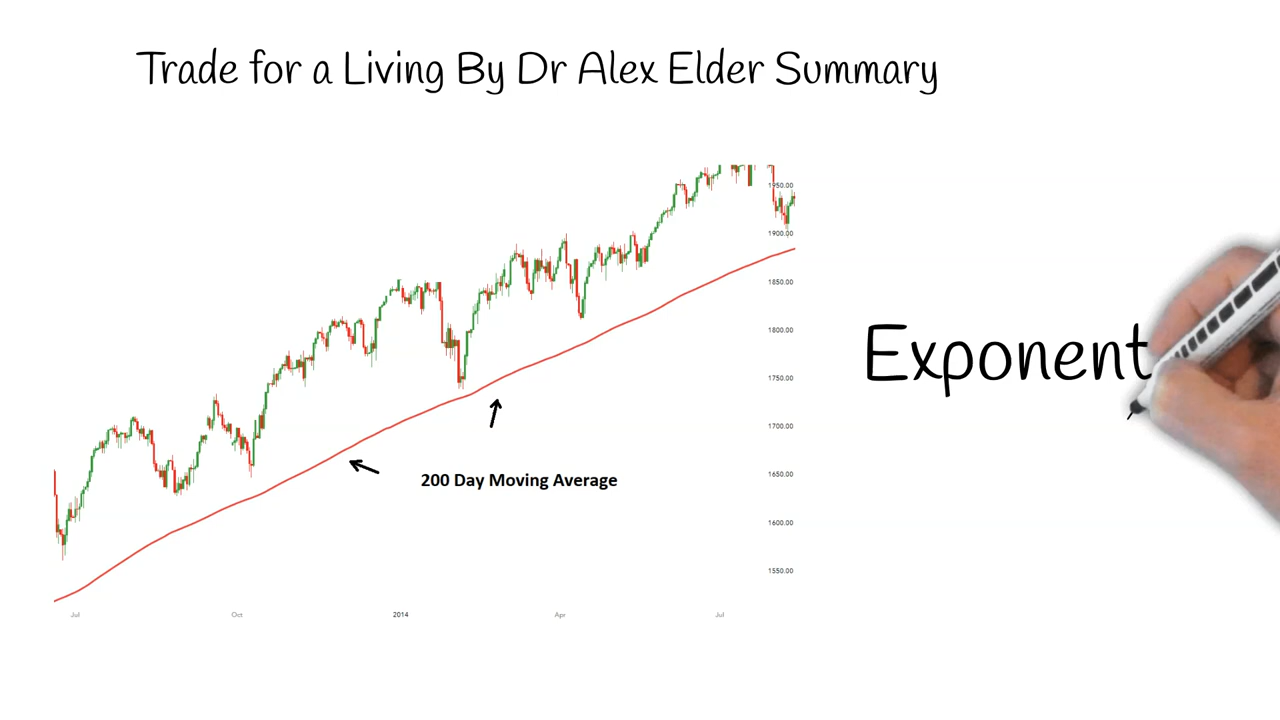 Trade for a Living By Dr Alex Elder Summary
1950.00
1900.00
1850.00
1800.00
Exponent
1750.00
1700.00
1650.00
200 Day Moving Average
1600.00
1550.00
Jul
Oct
2014
Apr
Jul